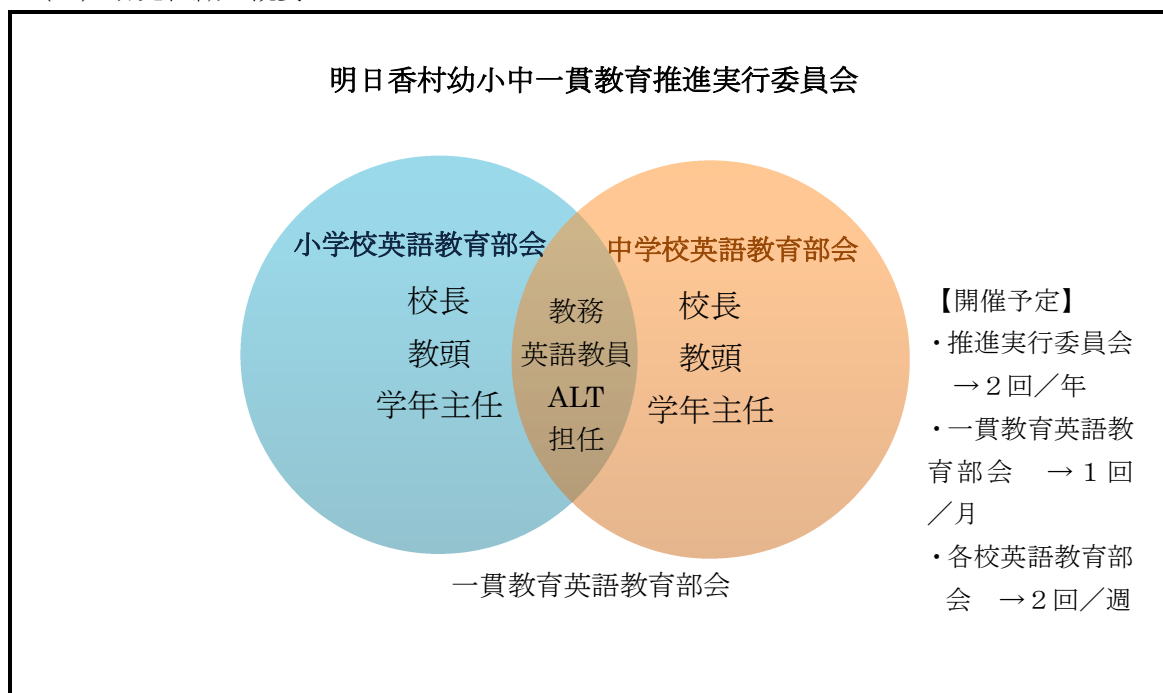 明日香村幼小中一貫教育推進実行委員会
小学校英語教育部会
校長
教頭
学年主任
教務
英語教員
ALT
担任
中学校英語教育部会
校長
教頭
学年主任
一貫教育英語教育部会
【開催予定】
・推進実行委員会
→２回／年
・一貫教育英語教
育部会　→１回
／月
・各校英語教育部
会　→２回／週